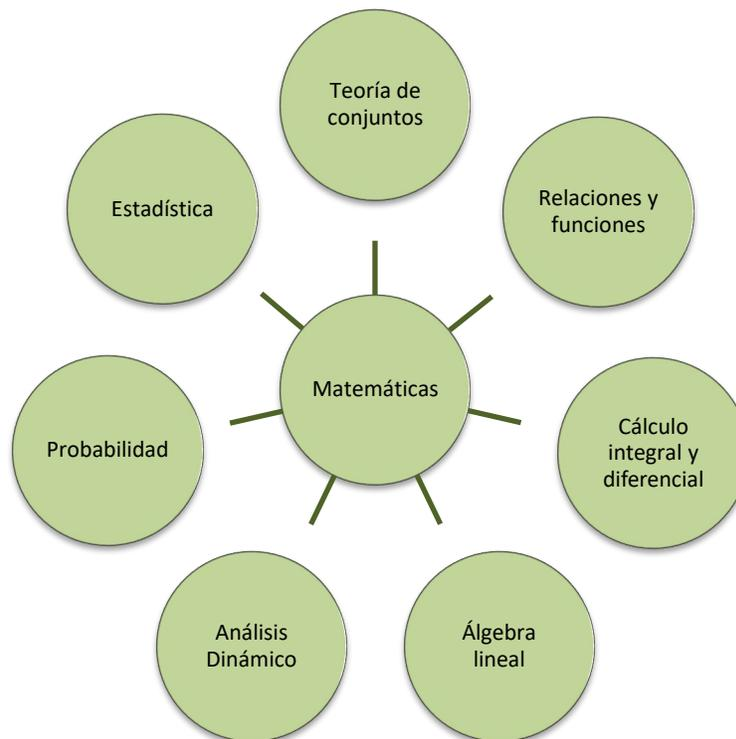 Teoría de
conjuntos
Relaciones y
funciones
Estadística
Matemáticas
Cálculo
integral y
diferencial
Probabilidad
Análisis
Dinámico
Álgebra
lineal